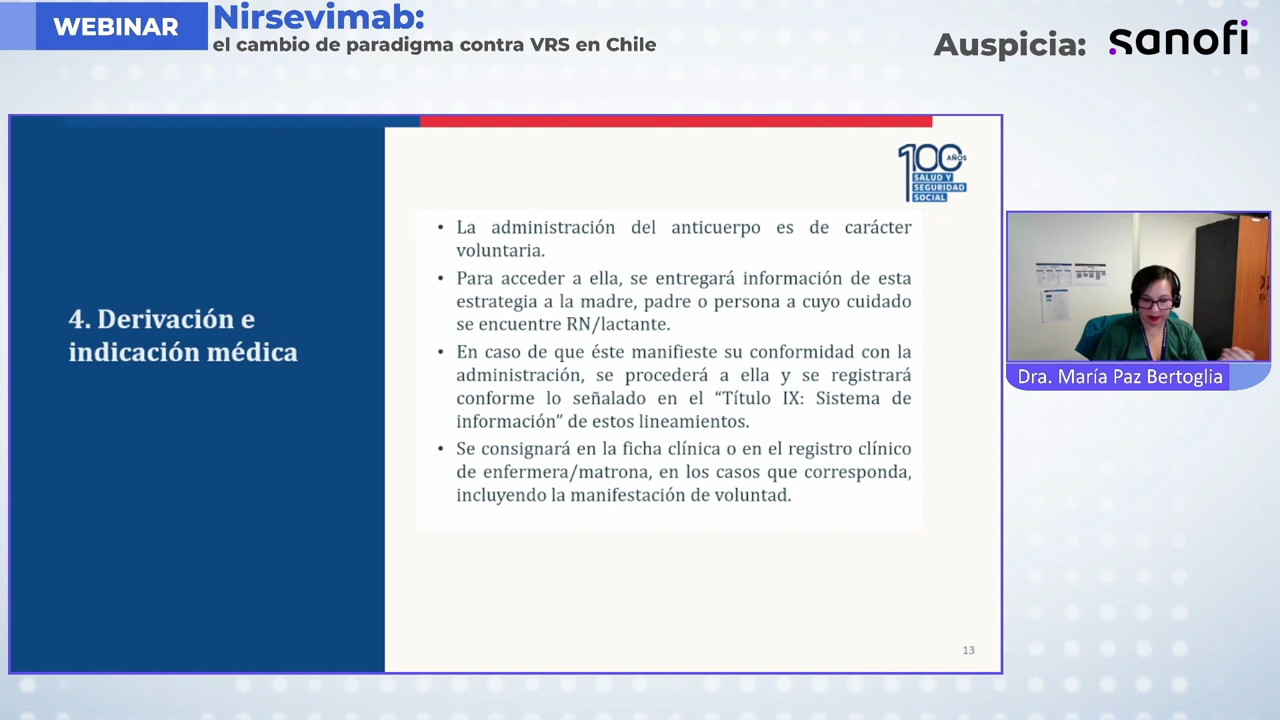 WEBINAR
Nirsevimab:
el cambio de paradigma contra VRS en Chile
Auspicia: sanofi
100 AÑOS
SALUD Y
SEGURIDAD
SOCIAL
4. Derivación e
indicación médica
• La administración del anticuerpo es de carácter
voluntaria.
• Para acceder a ella, se entregará información de esta
estrategia a la madre, padre o persona a cuyo cuidado
se encuentre RN/lactante.
• En caso de que éste manifieste su conformidad con la
administración, se procederá a ella y se registrará
conforme lo señalado en el “Título IX: Sistema de
información” de estos lineamientos.
• Se consignará en la ficha clínica o en el registro clínico
de enfermera/matrona, en los casos que corresponda,
incluyendo la manifestación de voluntad.
13
Dra. María Paz Bertoglia